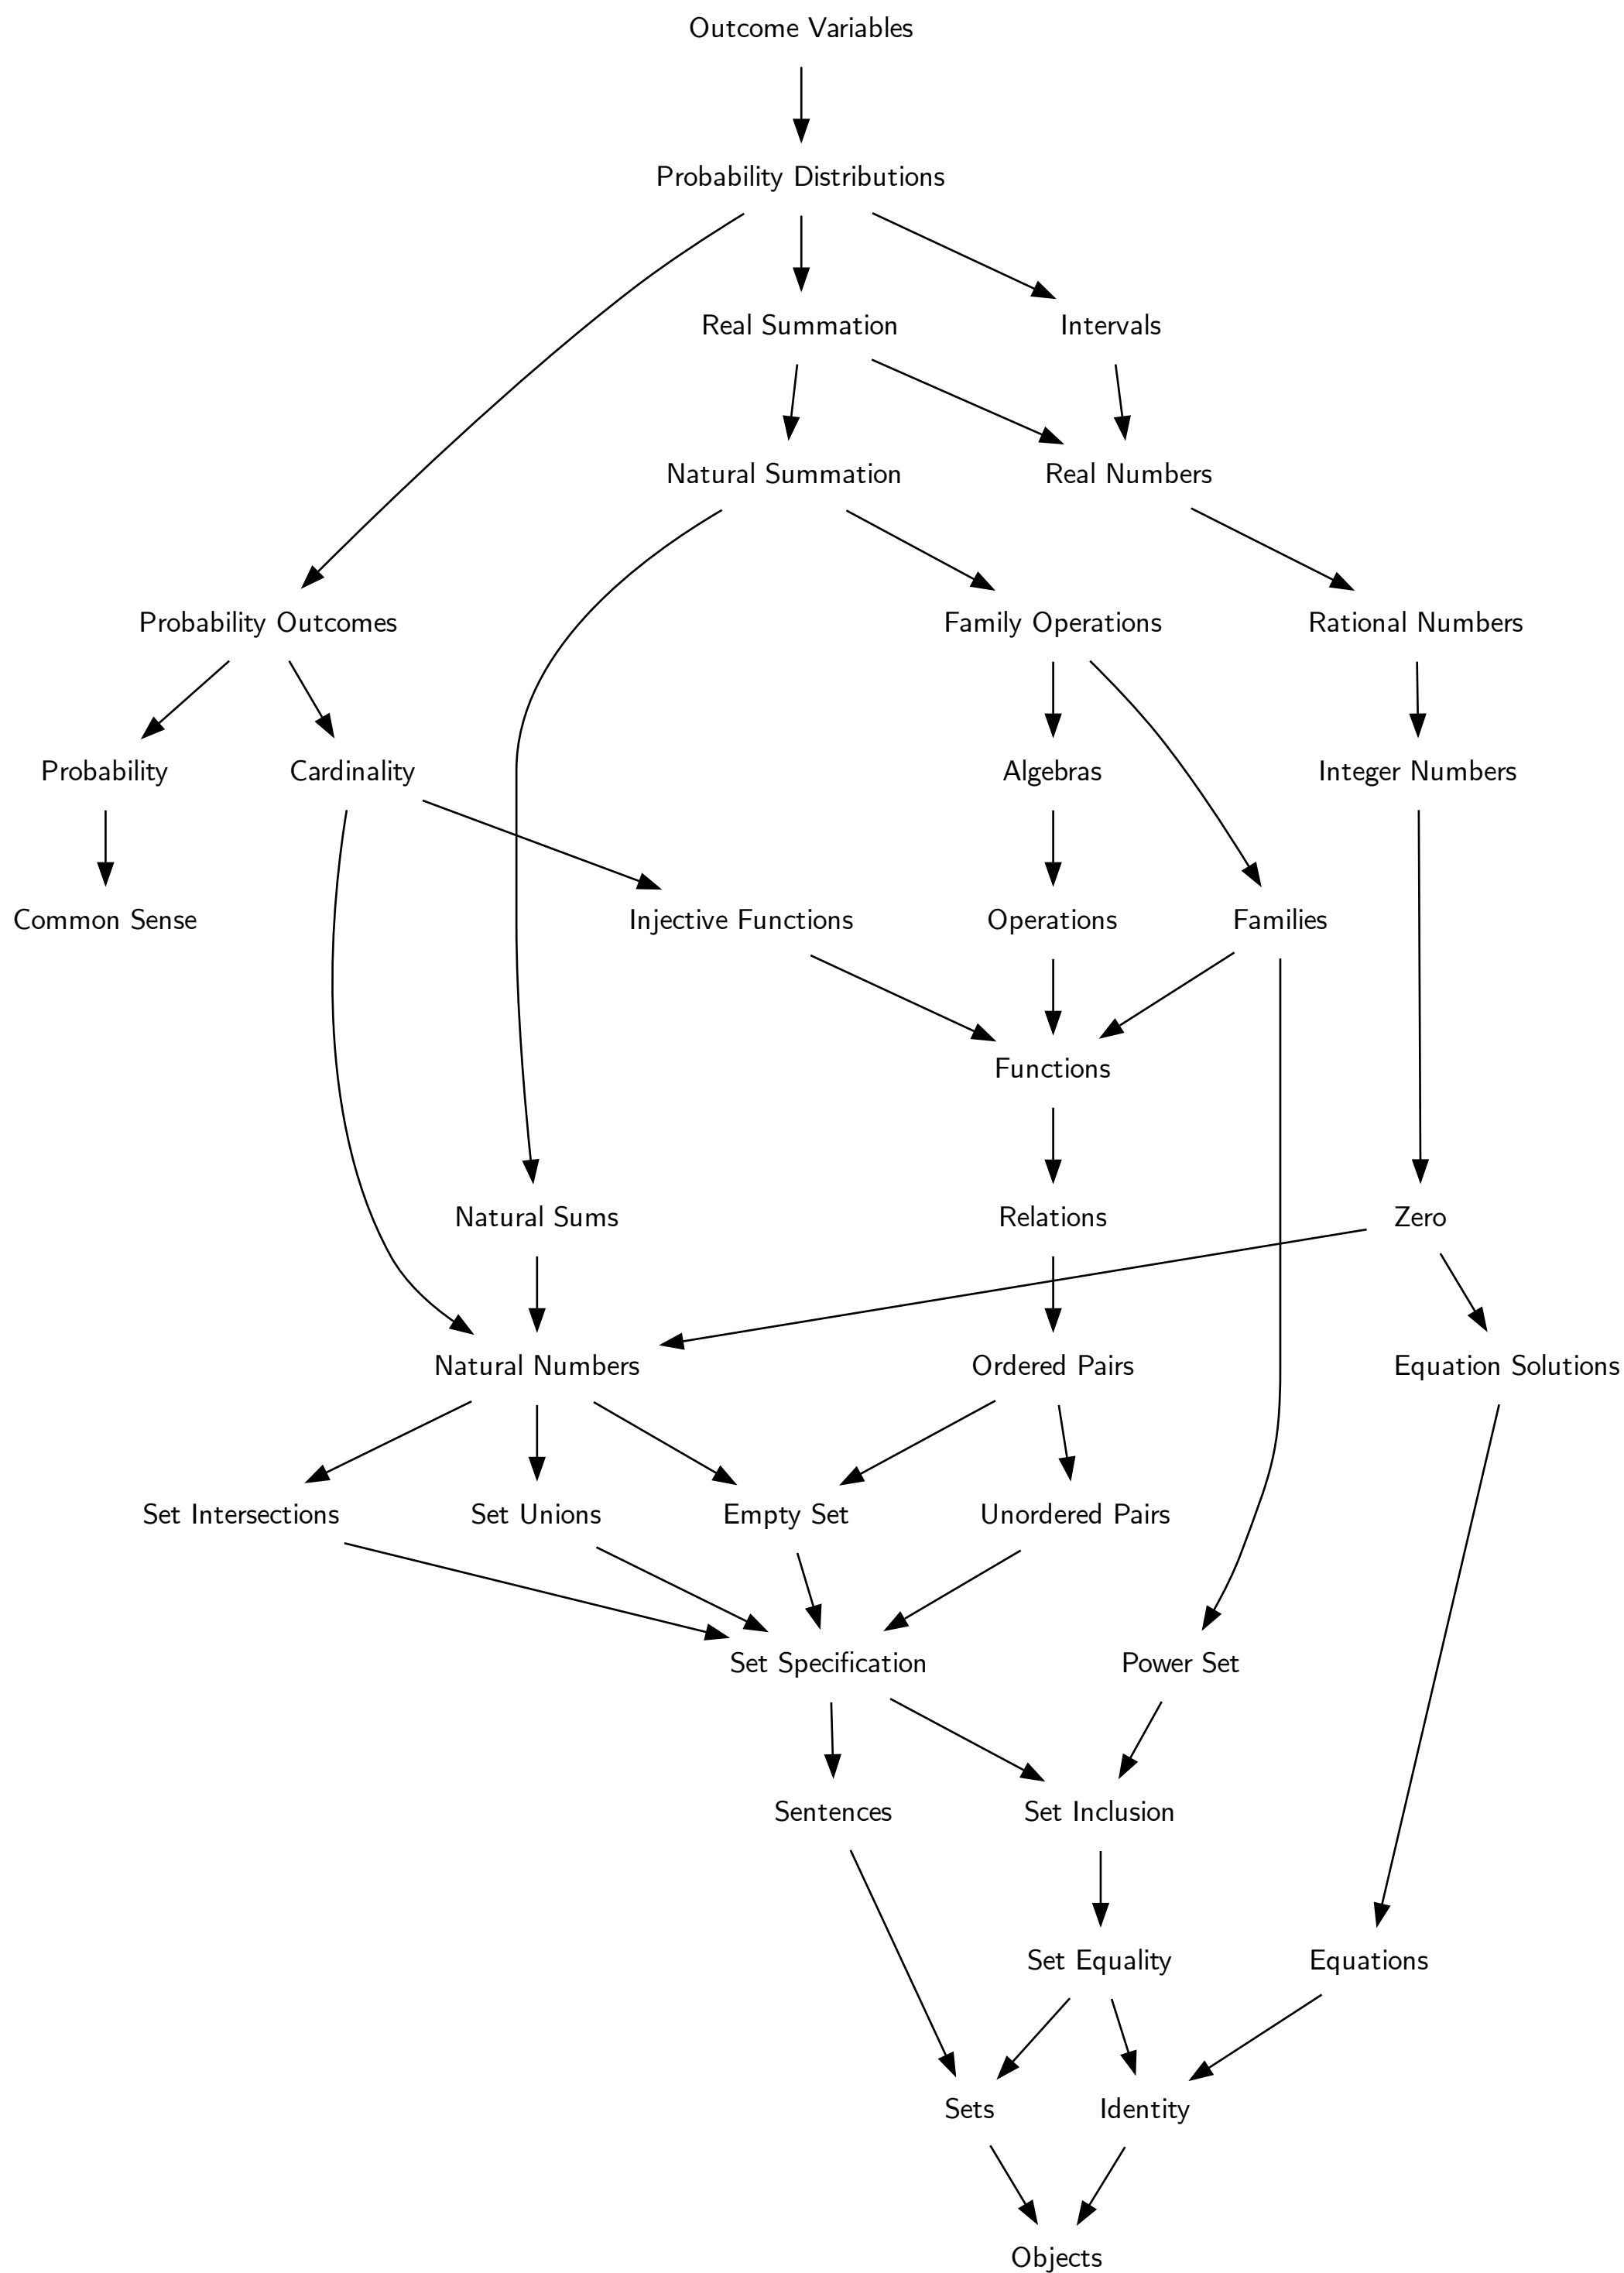 Outcome Variables
Probability Distributions
Real Summation
Intervals
Natural Summation
Real Numbers
Probability Outcomes
Family Operations
Rational Numbers
Probability
Cardinality
Algebras
Integer Numbers
Common Sense
Injective Functions
Operations
Families
Functions
Natural Sums
Relations
Zero
Natural Numbers
Ordered Pairs
Equation Solutions
Set Intersections
Set Unions
Empty Set
Unordered Pairs
Set Specification
Power Set
Sentences
Set Inclusion
Set Equality
Equations
Sets
Identity
Objects